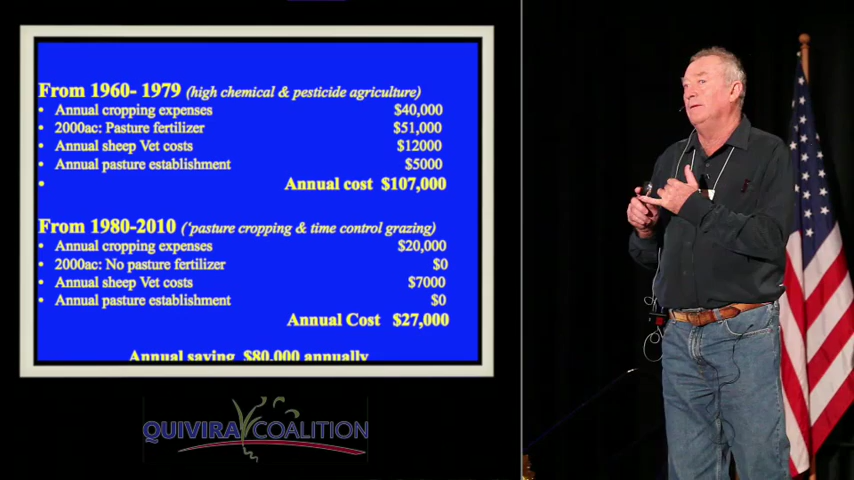 From 1960- 1979 (high chemical & pesticide agriculture)
• Annual cropping expenses $40,000
• 2000ac: Pasture fertilizer $51,000
• Annual sheep Vet costs $12000
• Annual pasture establishment $5000
• Annual cost $107,000
From 1980-2010 ('pasture cropping & time control grazing)
• Annual cropping expenses $20,000
• 2000ac: No pasture fertilizer $0
• Annual sheep Vet costs $7000
• Annual pasture establishment $0
Annual Cost $27,000
Annual saving $80,000 annually
QUIVIRA COALITION